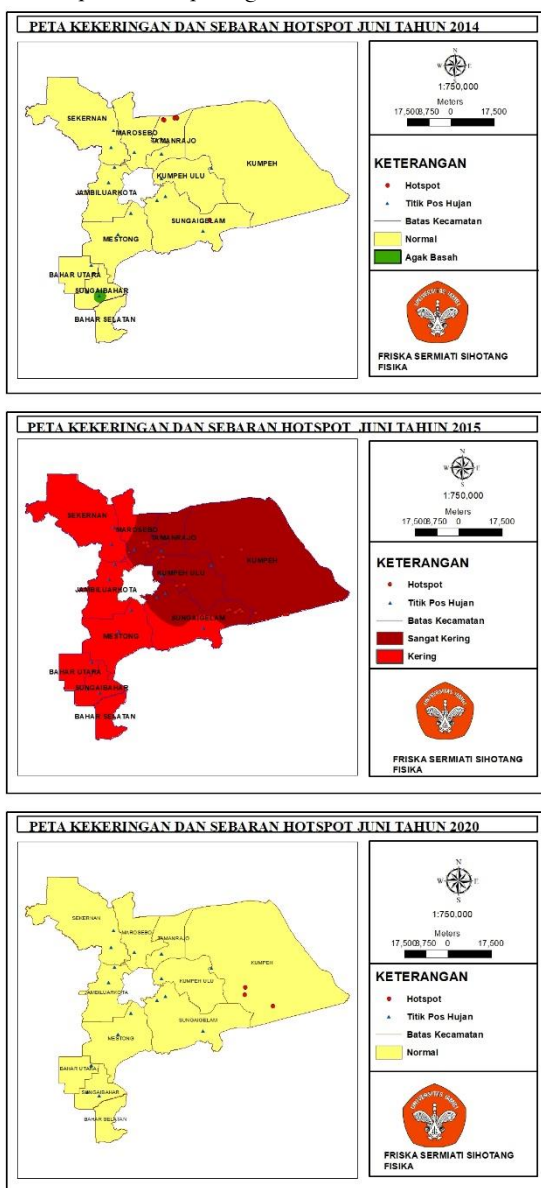 PETA KEKERINGAN DAN SEBARAN HOTSPOT JUNI TAHUN 2014
N
W E
S
1:750,000
Meters
17,500 8,750 0 17,500
SEKERNAN
MAROSEBO
TAMANRAJO
KUMPEH
KUMPEH ULU
JAMBILUARKOTA
SUNGAIGELAM
MESTONG
BAHAR UTARA
SUNGAIBAHAR
BAHAR SELATAN
KETERANGAN
Hotspot
Titik Pos Hujan
Batas Kecamatan
Normal
Agak Basah
UNIVERSITAS JAMBI
FRISKA SERMIATI SIHOTANG
FISIKA
PETA KEKERINGAN DAN SEBARAN HOTSPOT JUNI TAHUN 2015
N
W E
S
1:750,000
Meters
17,500 8,750 0 17,500
SEKERNAN
MAROSEBO
TAMANRAJO
KUMPEH
KUMPEH ULU
JAMBILUARKOTA
SUNGAIGELAM
MESTONG
BAHAR UTARA
SUNGAIBAHAR
BAHAR SELATAN
KETERANGAN
Hotspot
Titik Pos Hujan
Batas Kecamatan
Sangat Kering
Kering
UNIVERSITAS JAMBI
FRISKA SERMIATI SIHOTANG
FISIKA
PETA KEKERINGAN DAN SEBARAN HOTSPOT JUNI TAHUN 2020
N
W E
S
1:750,000
Meters
17,500 8,750 0 17,500
SEKERNAN
MAROSEBO
TAMANRAJO
KUMPEH
KUMPEH ULU
JAMBILUARKOTA
SUNGAIGELAM
MESTONG
BAHAR UTARA
SUNGAIBAHAR
BAHAR SELATAN
KETERANGAN
Hotspot
Titik Pos Hujan
Batas Kecamatan
Normal
UNIVERSITAS JAMBI
FRISKA SERMIATI SIHOTANG
FISIKA